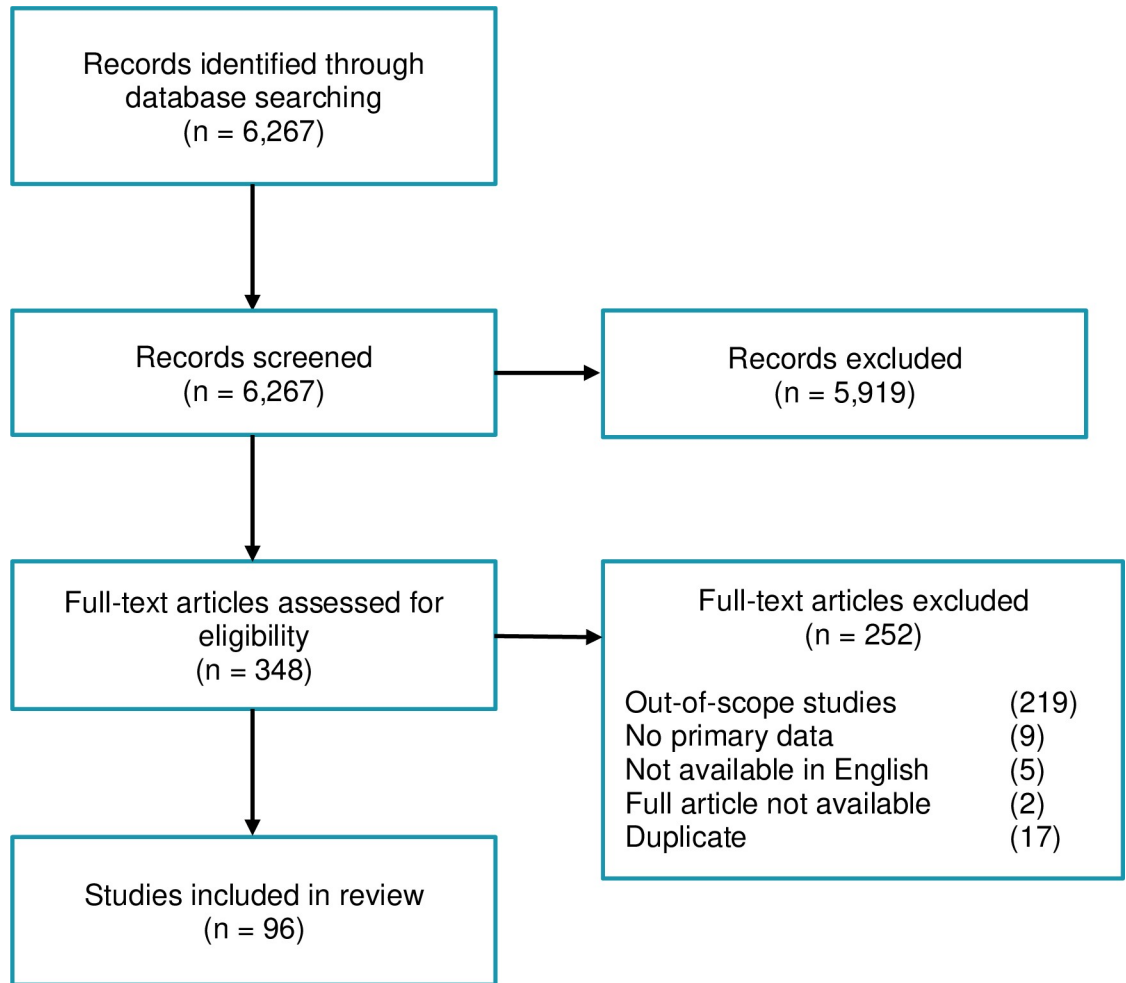 Records identified through
database searching
(n = 6,267)
Records screened
(n = 6,267)
Records excluded
(n = 5,919)
Full-text articles assessed for
eligibility
(n = 348)
Full-text articles excluded
(n = 252)
Out-of-scope studies (219)
No primary data (9)
Not available in English (5)
Full article not available (2)
Duplicate (17)
Studies included in review
(n = 96)